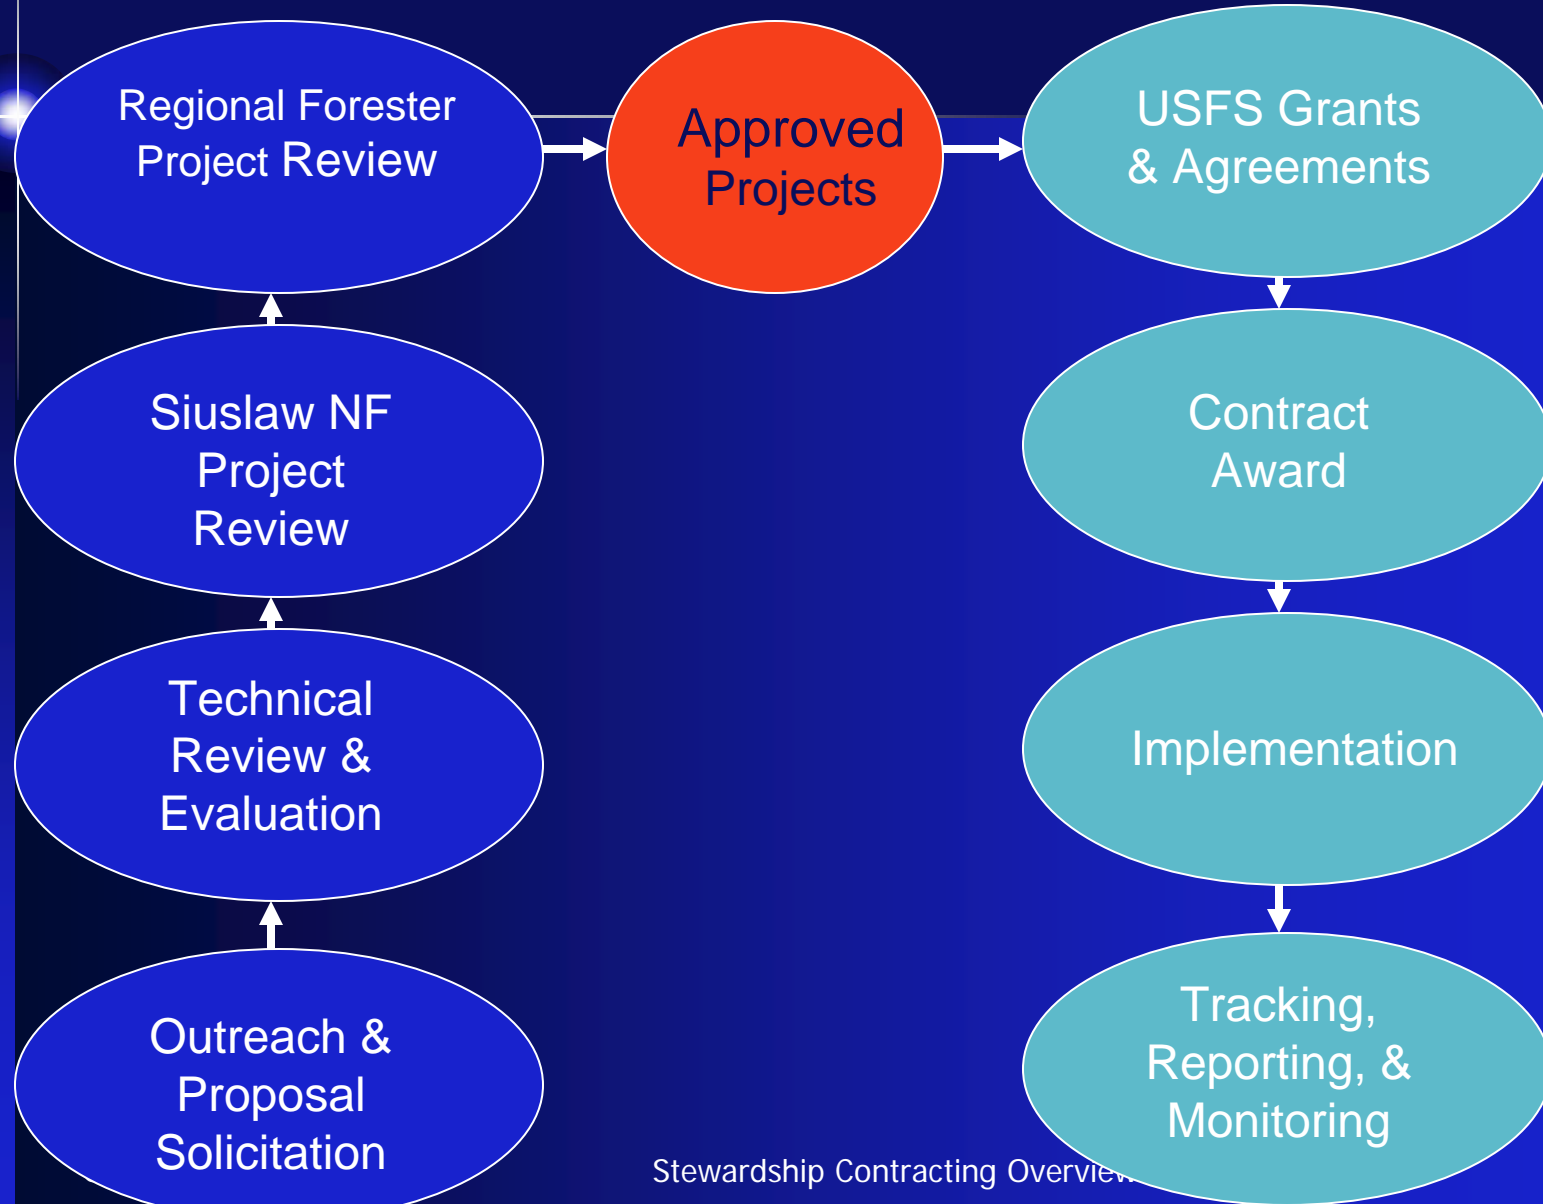 Regional Forester
Project Review
Approved
Projects
USFS Grants
& Agreements
Siuslaw NF
Project
Review
Contract
Award
Technical
Review &
Evaluation
Implementation
Outreach &
Proposal
Solicitation
Tracking,
Reporting, &
Monitoring
Stewardship Contracting